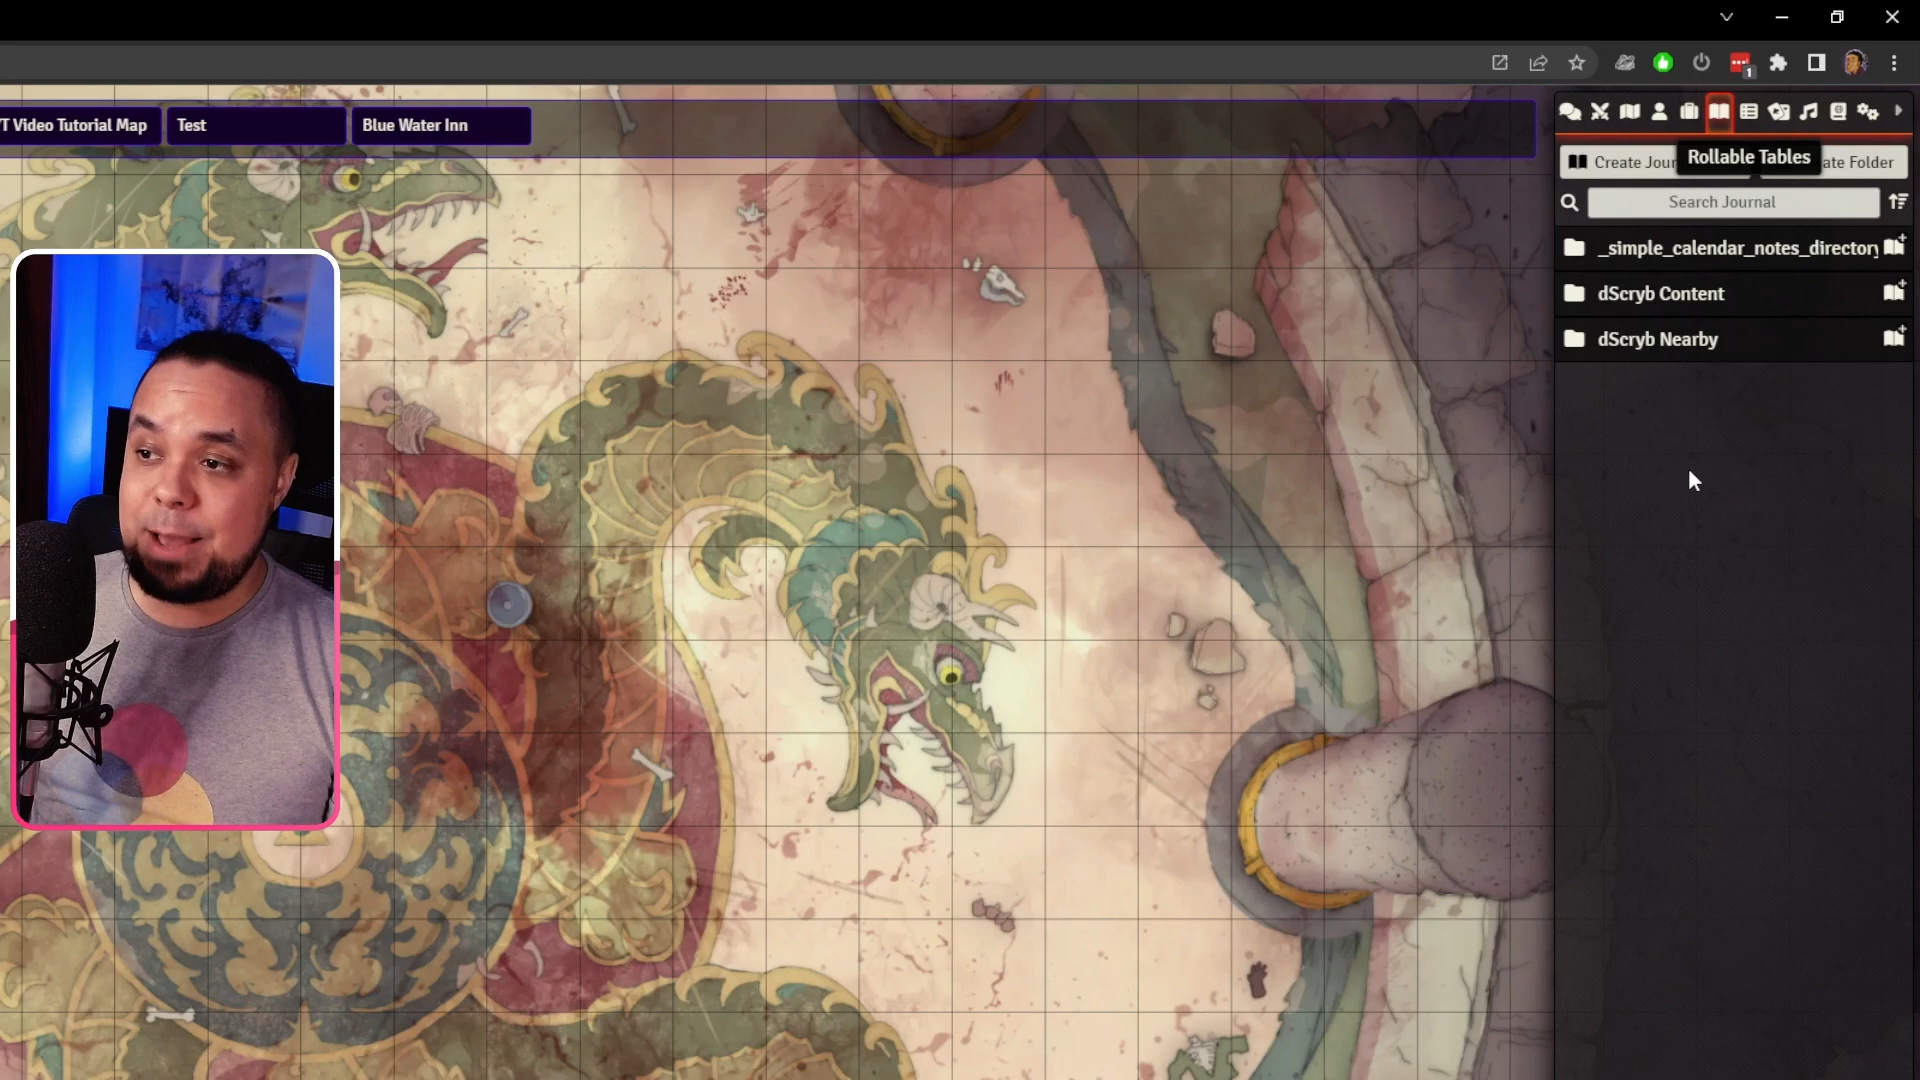 T Video Tutorial Map
Test
Blue Water Inn
1
Create Jour
Rollable Tables
ate Folder
Search Journal
_simple_calendar_notes_directory
dScryb Content
dScryb Nearby